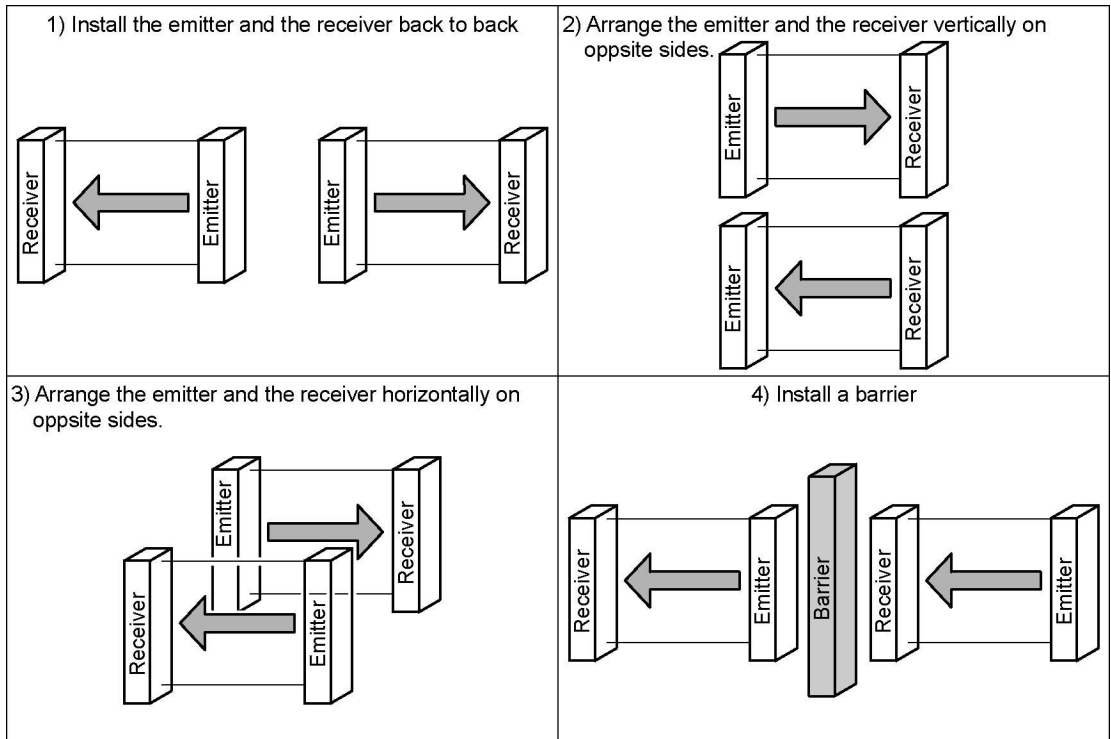 1) Install the emitter and the receiver back to back
Receiver
Emitter
Emitter
Receiver
2) Arrange the emitter and the receiver vertically on
oppsite sides.
Emitter
Receiver
Emitter
Receiver
3) Arrange the emitter and the receiver horizontally on
oppsite sides.
Emitter
Receiver
Receiver
Emitter
4) Install a barrier
Receiver
Emitter
Barrier
Receiver
Emitter